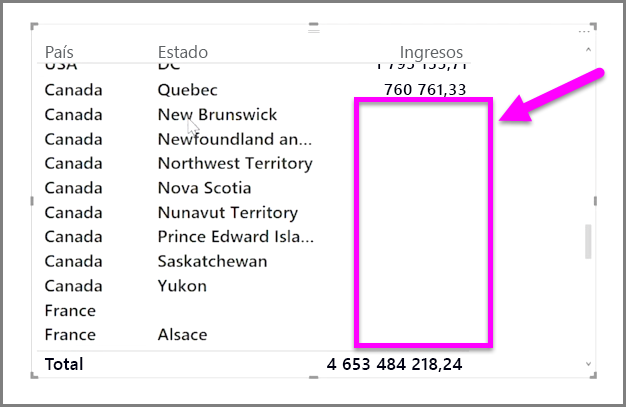 País Estado Ingresos
USA DC
Canada Quebec 760 761,33
Canada New Brunswick
Canada Newfoundland an...
Canada Northwest Territory
Canada Nova Scotia
Canada Nunavut Territory
Canada Prince Edward Isla...
Canada Saskatchewan
Canada Yukon
France
France Alsace
Total 4 653 484 218,24